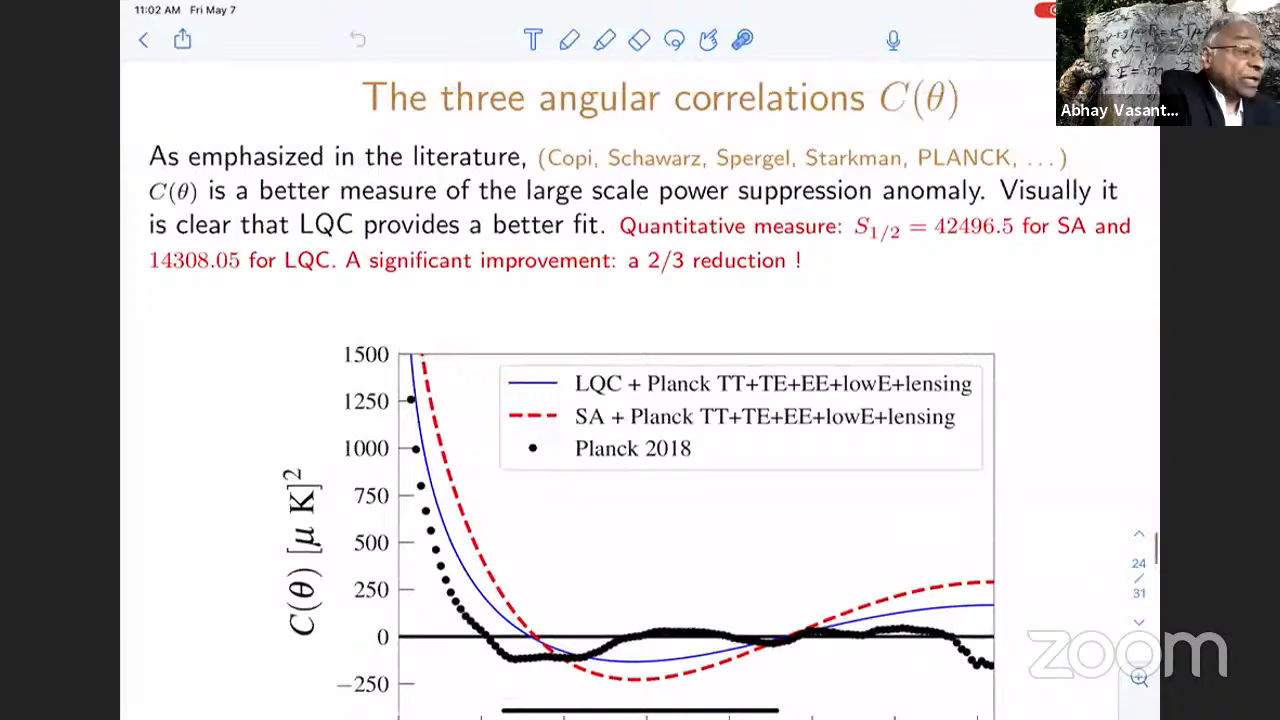 11:02 AM Fri May 7
Abhay Vasant...
The three angular correlations C(θ)
As emphasized in the literature, (Copi, Schawarz, Spergel, Starkman, PLANCK, ...)
C(θ) is a better measure of the large scale power suppression anomaly. Visually it
is clear that LQC provides a better fit. Quantitative measure: S1/2 = 42496.5 for SA and
14308.05 for LQC. A significant improvement: a 2/3 reduction !
1500
1250
1000
750
500
250
0
−250
C(θ) [μ K]²
LQC + Planck TT+TE+EE+lowE+lensing
SA + Planck TT+TE+EE+lowE+lensing
Planck 2018
24
/
31
zoom